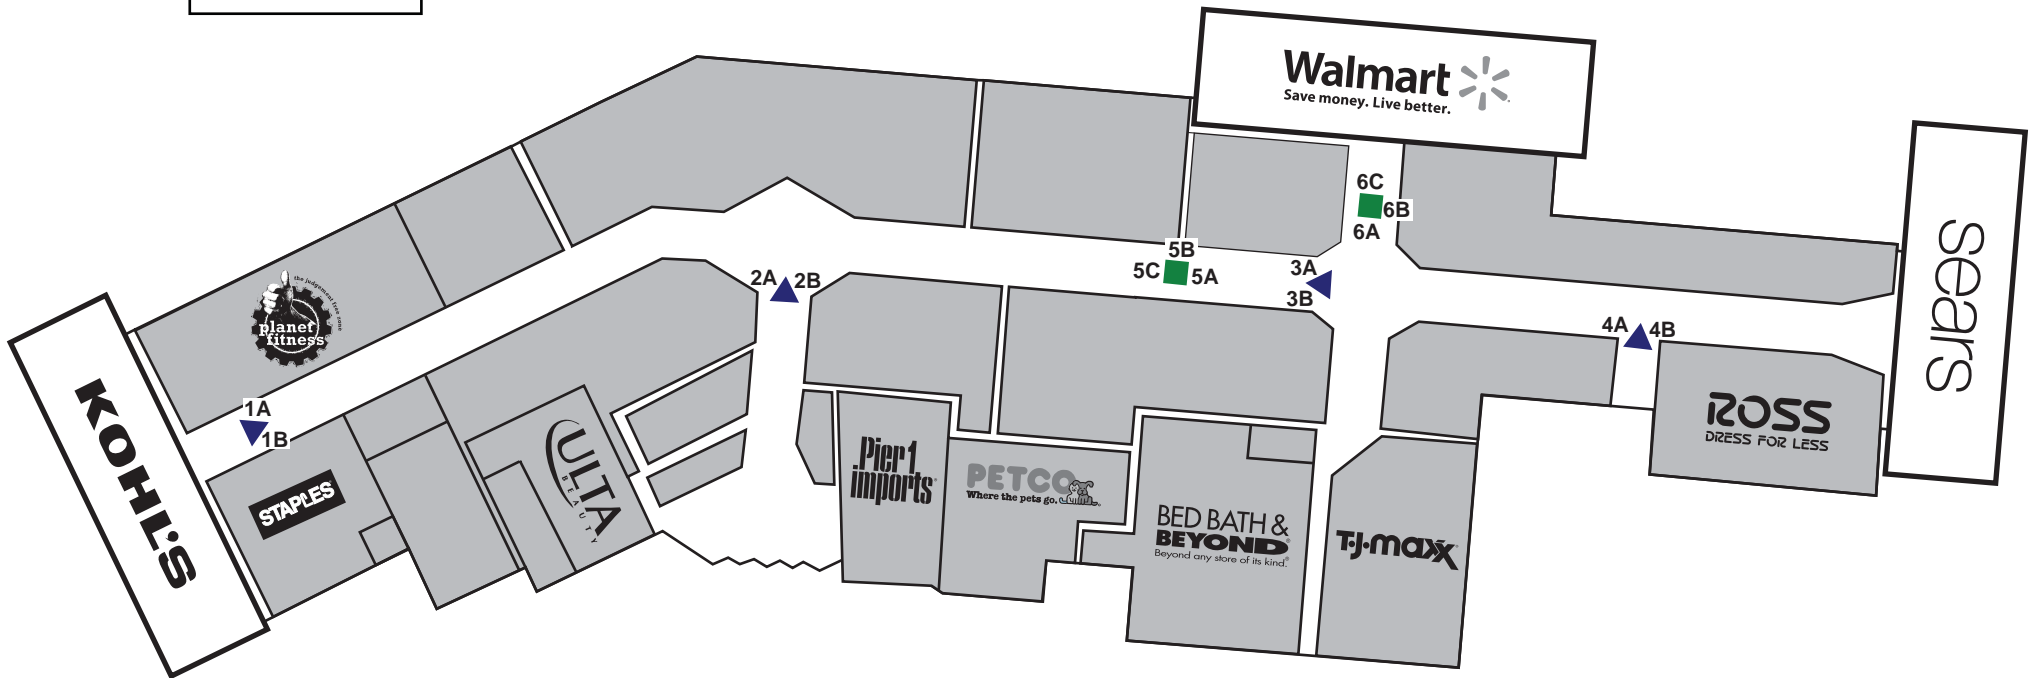 Walmart
Save money. Live better.
sears
6C
6B
6A
5B
5C
5A
3A
3B
2A
2B
4A
4B
the judgement free zone
planet
fitness
KOHL'S
1A
1B
STAPLES
ULTA
BEAUTY
Pier 1
imports
PETCO
Where the pets go.
BED BATH &
BEYOND
Beyond any store of its kind.
T·J·maxx
ROSS
DRESS FOR LESS